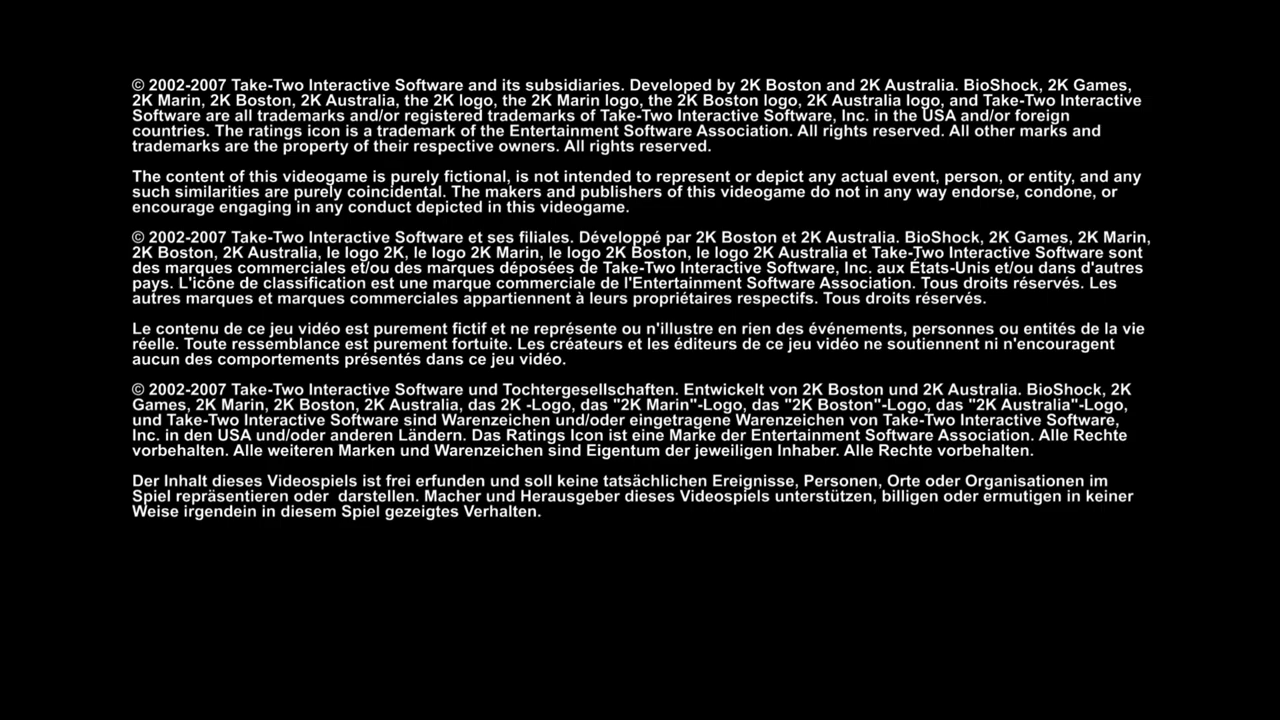 © 2002-2007 Take-Two Interactive Software and its subsidiaries. Developed by 2K Boston and 2K Australia. BioShock, 2K Games,
2K Marin, 2K Boston, 2K Australia, the 2K logo, the 2K Marin logo, the 2K Boston logo, 2K Australia logo, and Take-Two Interactive
Software are all trademarks and/or registered trademarks of Take-Two Interactive Software, Inc. in the USA and/or foreign
countries. The ratings icon is a trademark of the Entertainment Software Association. All rights reserved. All other marks and
trademarks are the property of their respective owners. All rights reserved.
The content of this videogame is purely fictional, is not intended to represent or depict any actual event, person, or entity, and any
such similarities are purely coincidental. The makers and publishers of this videogame do not in any way endorse, condone, or
encourage engaging in any conduct depicted in this videogame.
© 2002-2007 Take-Two Interactive Software et ses filiales. Développé par 2K Boston et 2K Australia. BioShock, 2K Games, 2K Marin,
2K Boston, 2K Australia, le logo 2K, le logo 2K Marin, le logo 2K Boston, le logo 2K Australia et Take-Two Interactive Software sont
des marques commerciales et/ou des marques déposées de Take-Two Interactive Software, Inc. aux États-Unis et/ou dans d'autres
pays. L'icône de classification est une marque commerciale de l'Entertainment Software Association. Tous droits réservés. Les
autres marques et marques commerciales appartiennent à leurs propriétaires respectifs. Tous droits réservés.
Le contenu de ce jeu vidéo est purement fictif et ne représente ou n'illustre en rien des événements, personnes ou entités de la vie
réelle. Toute ressemblance est purement fortuite. Les créateurs et les éditeurs de ce jeu vidéo ne soutiennent ni n'encouragent
aucun des comportements présentés dans ce jeu vidéo.
© 2002-2007 Take-Two Interactive Software und Tochtergesellschaften. Entwickelt von 2K Boston und 2K Australia. BioShock, 2K
Games, 2K Marin, 2K Boston, 2K Australia, das 2K -Logo, das "2K Marin"-Logo, das "2K Boston"-Logo, das "2K Australia"-Logo,
und Take-Two Interactive Software sind Warenzeichen und/oder eingetragene Warenzeichen von Take-Two Interactive Software,
Inc. in den USA und/oder anderen Ländern. Das Ratings Icon ist eine Marke der Entertainment Software Association. Alle Rechte
vorbehalten. Alle weiteren Marken und Warenzeichen sind Eigentum der jeweiligen Inhaber. Alle Rechte vorbehalten.
Der Inhalt dieses Videospiels ist frei erfunden und soll keine tatsächlichen Ereignisse, Personen, Orte oder Organisationen im
Spiel repräsentieren oder  darstellen. Macher und Herausgeber dieses Videospiels unterstützen, billigen oder ermutigen in keiner
Weise irgendein in diesem Spiel gezeigtes Verhalten.